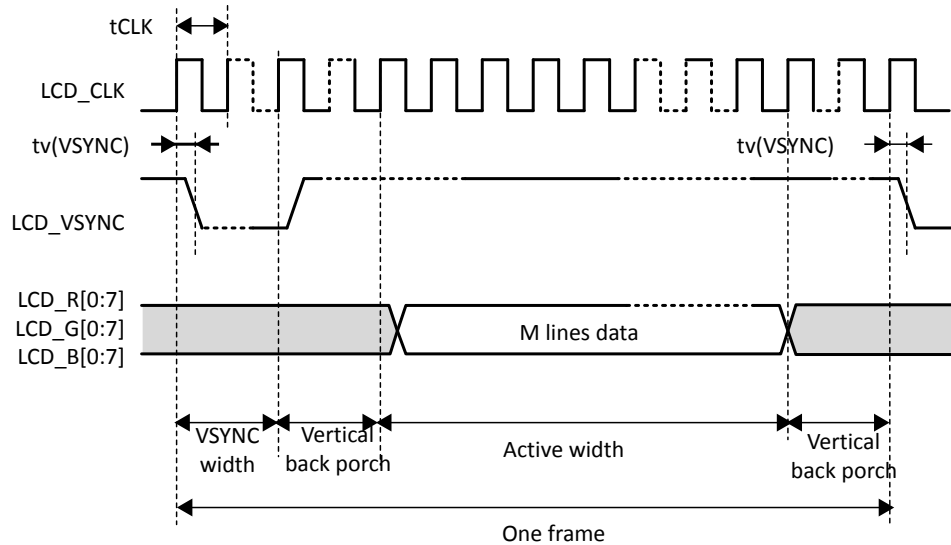 tCLK
LCD_CLK
tv(VSYNC)
tv(VSYNC)
LCD_VSYNC
LCD_R[0:7]
LCD_G[0:7]
LCD_B[0:7]
M lines data
VSYNC
width
Vertical
back porch
Active width
Vertical
back porch
One frame